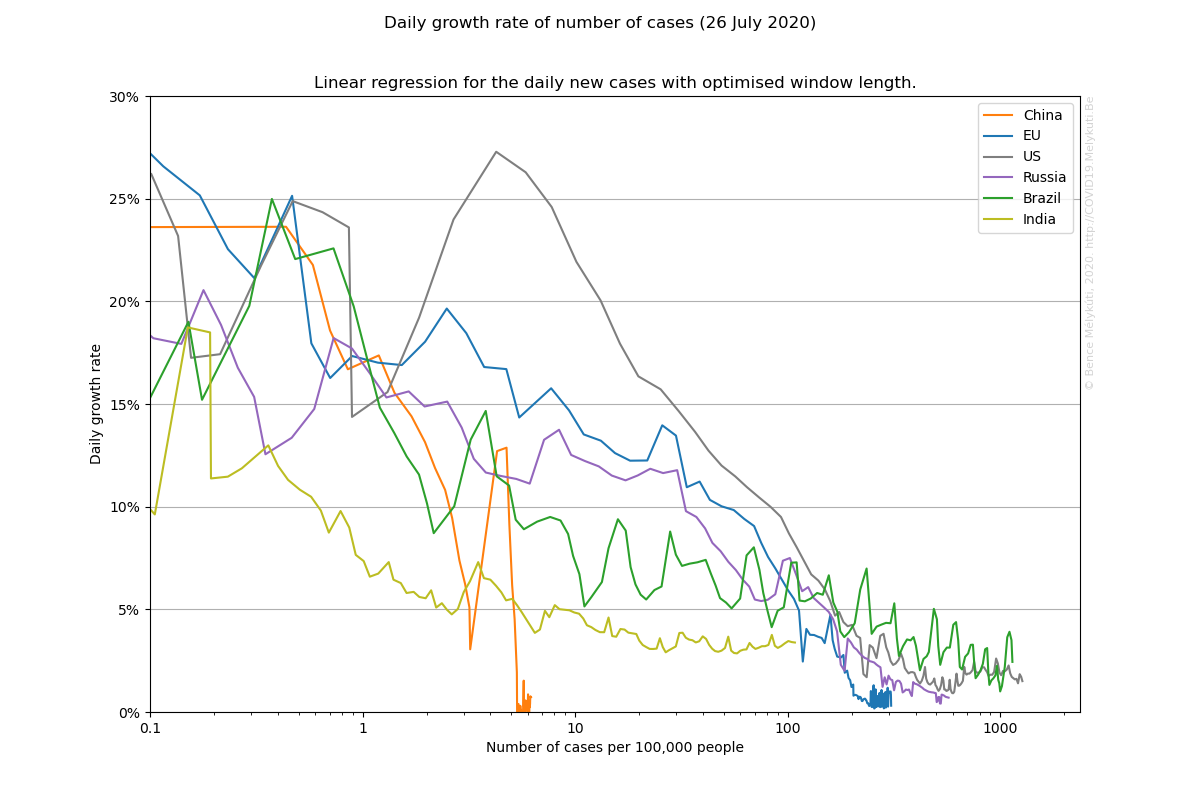 Daily growth rate of number of cases (26 July 2020)
Linear regression for the daily new cases with optimised window length.
30%
25%
20%
15%
10%
5%
0%
Daily growth rate
0.1
1
10
100
1000
Number of cases per 100,000 people
China
EU
US
Russia
Brazil
India
© Bence Mélykúti, 2020. http://COVID19.Melykuti.Be